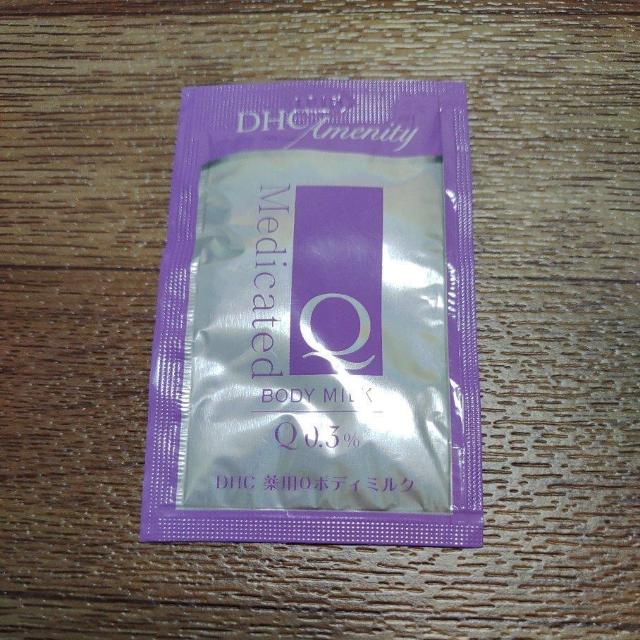 DHC Amenity
Medicated
Q
BODY MILK
Q 0.3%
DHC 薬用Qボディミルク